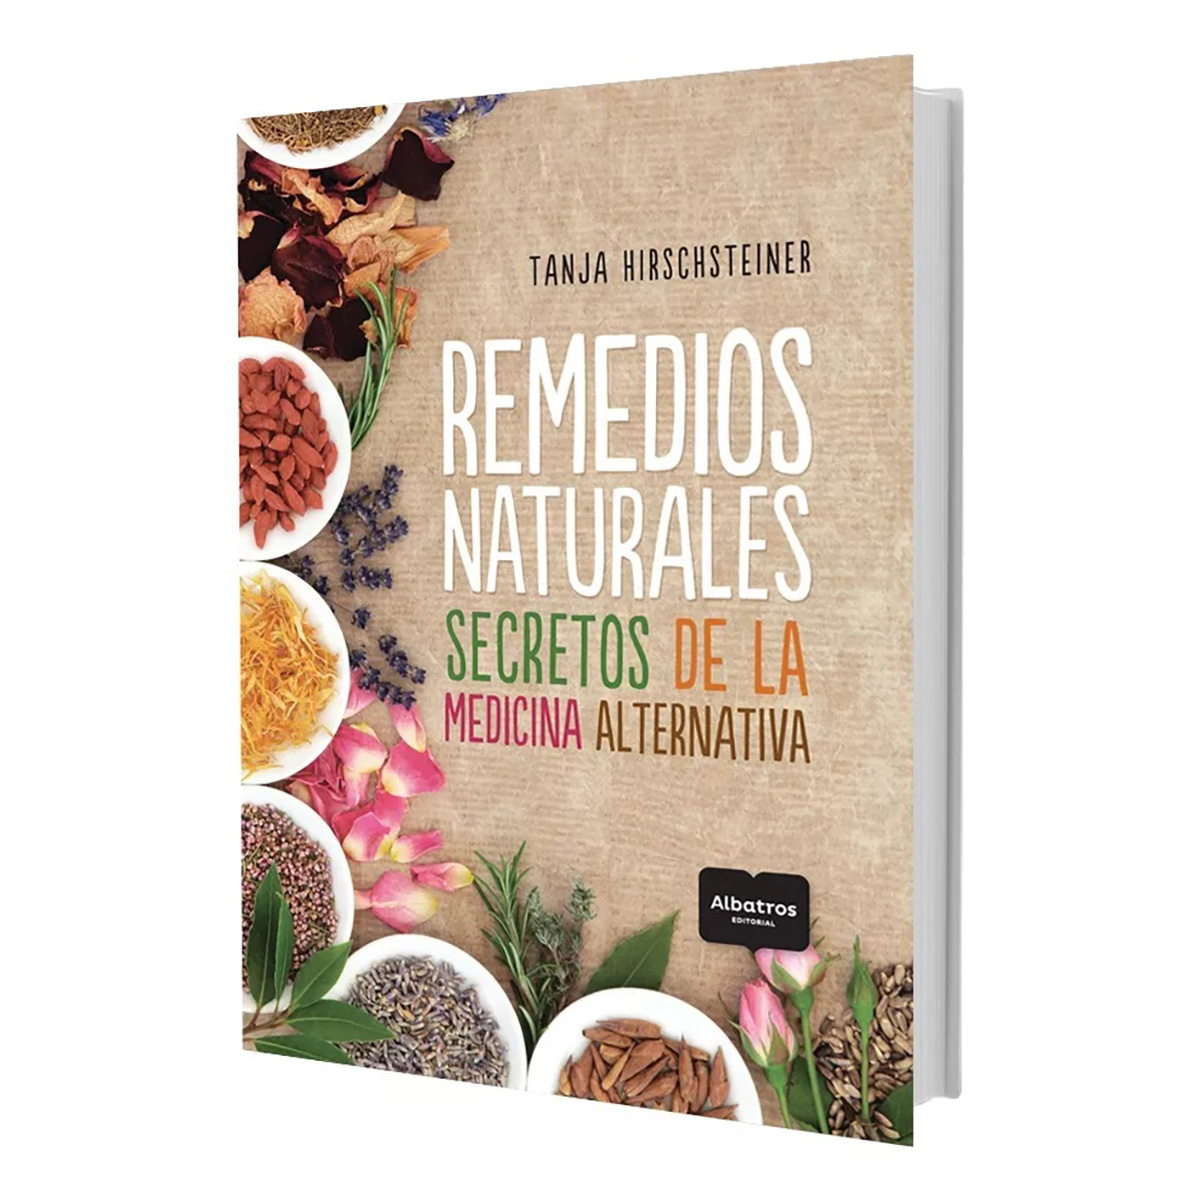 TANJA HIRSCHSTEINER
REMEDIOS
NATURALES
SECRETOS DE LA
MEDICINA ALTERNATIVA
Albatros
EDITORIAL